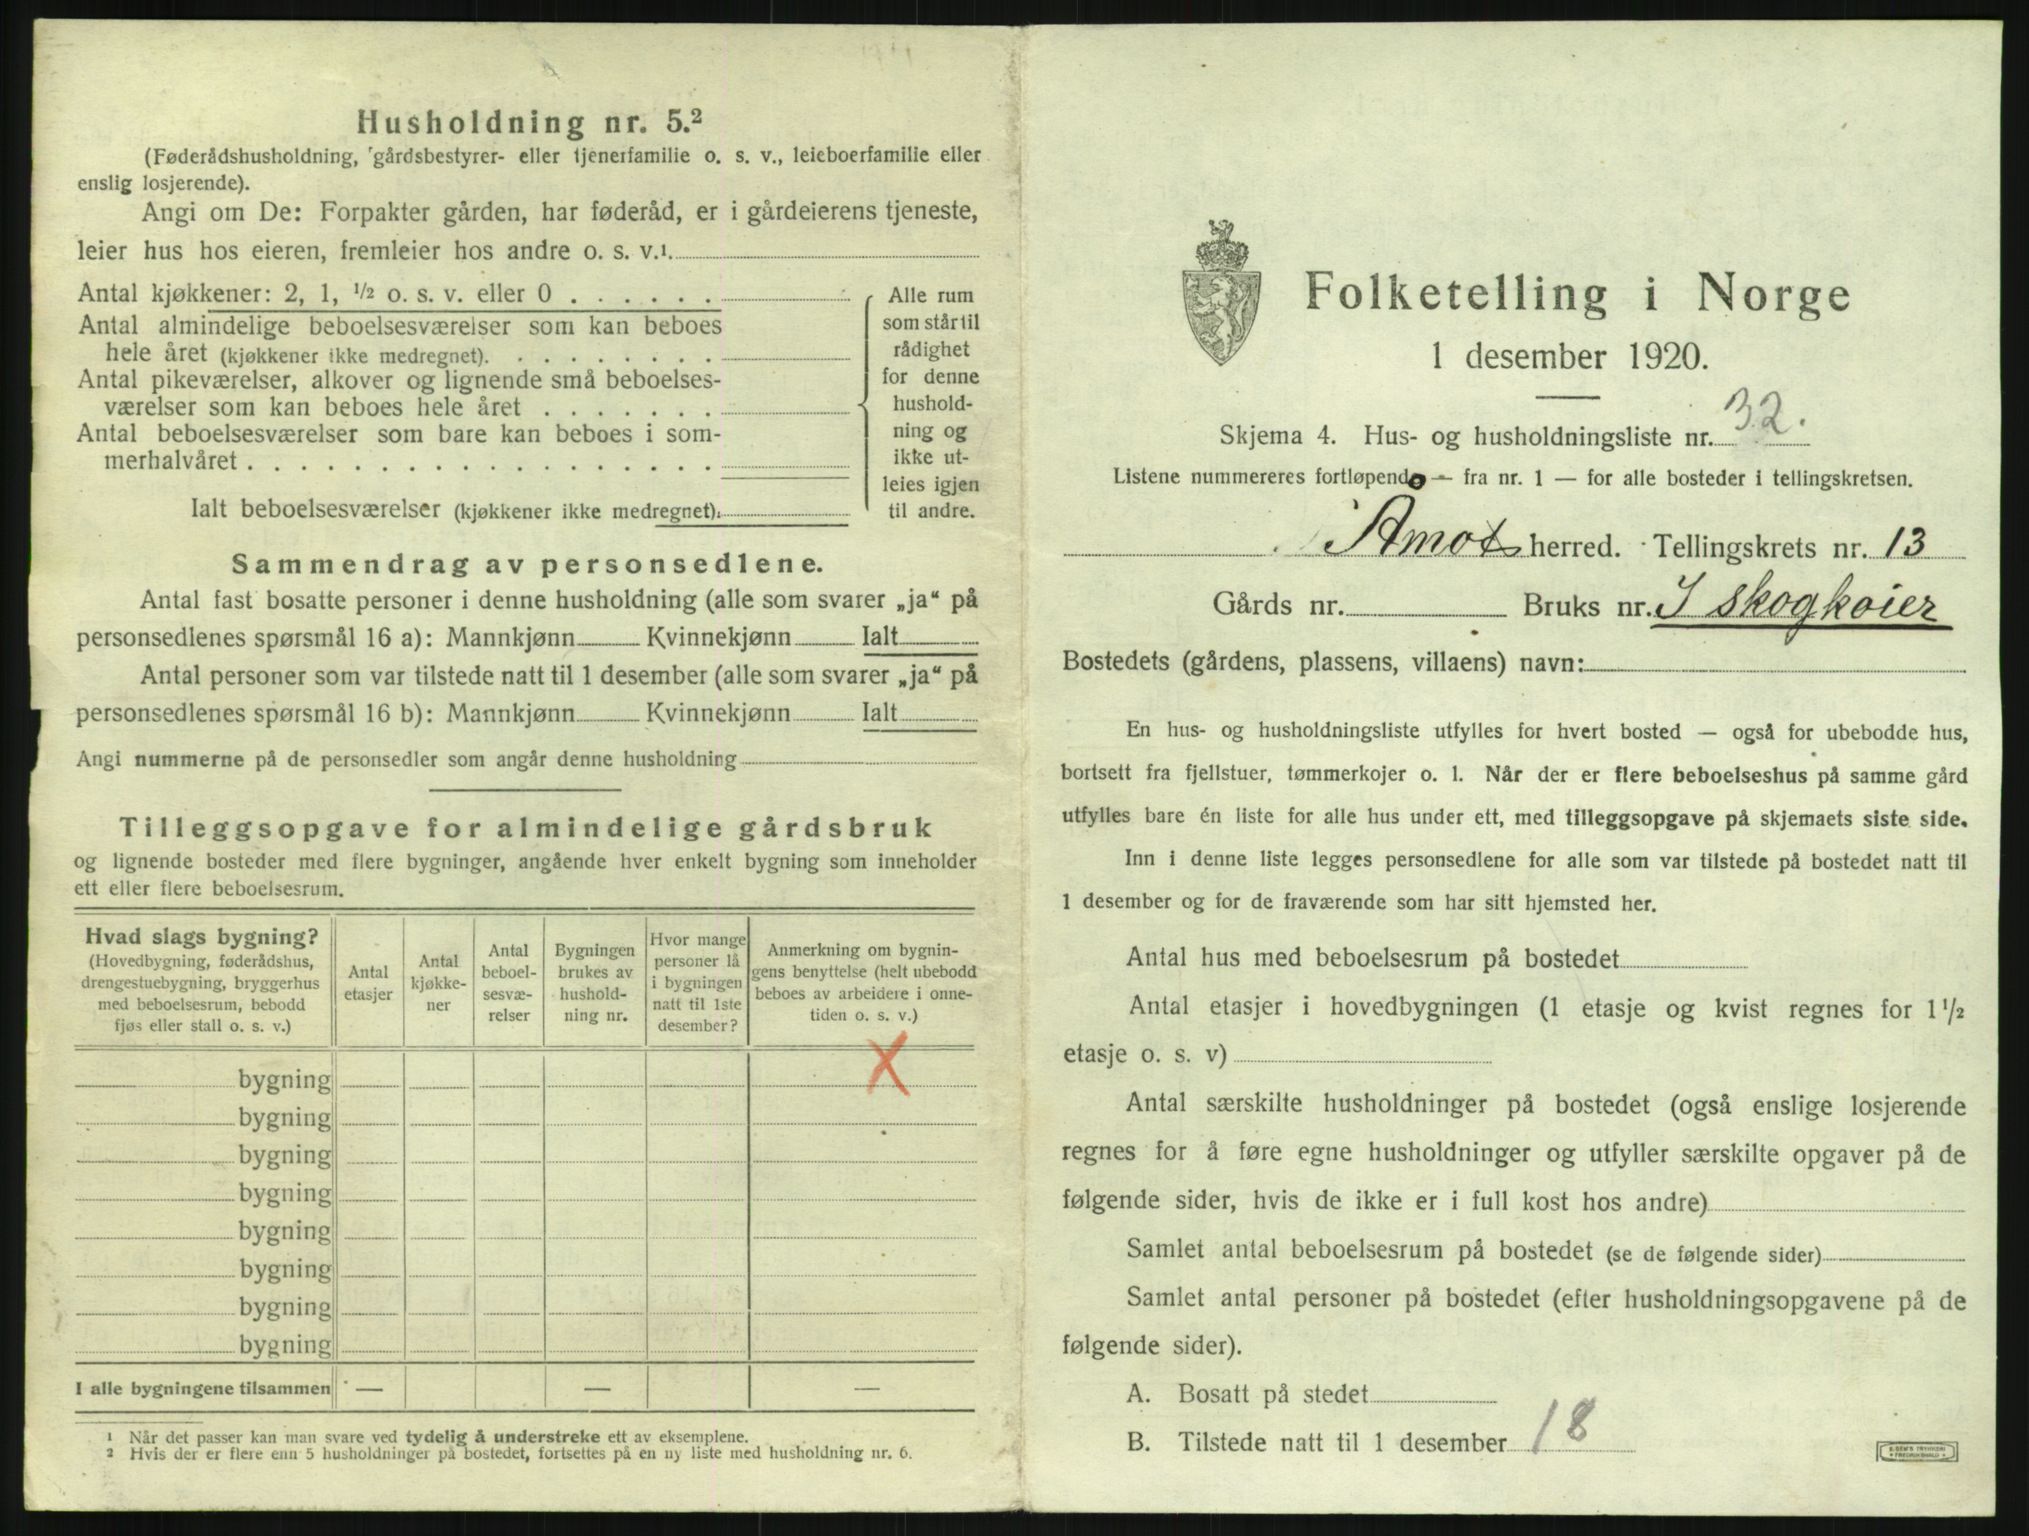 Husholdning nr. 5.²
(Føderådshusholdning, gårdsbestyrer- eller tjenerfamilie o. s. v., leieboerfamilie eller
enslig losjerende).
Angi om De: Forpakter gården, har føderåd, er i gårdeierens tjeneste,
leier hus hos eieren, fremleier hos andre o. s. v.¹
Antal kjøkkener: 2, 1, ½ o. s. v. eller 0
Antal almindelige beboelsesværelser som kan beboes
hele året (kjøkkener ikke medregnet).
Antal pikeværelser, alkover og lignende små beboelses-
værelser som kan beboes hele året
Antal beboelsesværelser som bare kan beboes i som-
merhalvåret
Alle rum
som står til
rådighet
for denne
hushold-
ning og
ikke ut-
leies igjen
til andre.
Ialt beboelsesværelser (kjøkkener ikke medregnet):
Sammendrag av personsedlene.
Antal fast bosatte personer i denne husholdning (alle som svarer „ja“ på
personsedlenes spørsmål 16 a): Mannkjønn Kvinnekjønn Ialt
Antal personer som var tilstede natt til 1 desember (alle som svarer „ja“ på
personsedlenes spørsmål 16 b): Mannkjønn Kvinnekjønn Ialt
Angi nummerne på de personsedler som angår denne husholdning
Tilleggsopgave for almindelige gårdsbruk
og lignende bosteder med flere bygninger, angående hver enkelt bygning som inneholder
ett eller flere beboelsesrum.
Hvad slags bygning?
(Hovedbygning, føderådshus,
drengestuebygning, bryggerhus
med beboelsesrum, bebodd
fjøs eller stall o. s. v.)
Antal
etasjer
Antal
kjøkke-
ner
Antal
beboel-
sesvæ-
relser
Bygningen
brukes av
hushold-
ning nr.
Hvor mange
personer lå
i bygningen
natt til 1ste
desember?
Anmerkning om bygnin-
gens benyttelse (helt ubebodd
beboes av arbeidere i onne-
tiden o. s. v.)
bygning X
bygning
bygning
bygning
bygning
bygning
bygning
bygning
I alle bygningene tilsammen — — —
¹ Når det passer kan man svare ved tydelig å understreke ett av eksemplene.
² Hvis der er flere enn 5 husholdninger på bostedet, fortsettes på en ny liste med husholdning nr. 6.
Folketelling i Norge
1 desember 1920.
Skjema 4. Hus- og husholdningsliste nr. 32.
Listene nummereres fortløpende — fra nr. 1 — for alle bosteder i tellingskretsen.
Åmot herred. Tellingskrets nr. 13
Gårds nr. Bruks nr. I skogkoier
Bostedets (gårdens, plassens, villaens) navn:
En hus- og husholdningsliste utfylles for hvert bosted — også for ubebodde hus,
bortsett fra fjellstuer, tømmerkojer o. l. Når der er flere beboelseshus på samme gård
utfylles bare én liste for alle hus under ett, med tilleggsopgave på skjemaets siste side.
Inn i denne liste legges personsedlene for alle som var tilstede på bostedet natt til
1 desember og for de fraværende som har sitt hjemsted her.
Antal hus med beboelsesrum på bostedet
Antal etasjer i hovedbygningen (1 etasje og kvist regnes for 1½
etasje o. s. v)
Antal særskilte husholdninger på bostedet (også enslige losjerende
regnes for å føre egne husholdninger og utfyller særskilte opgaver på de
følgende sider, hvis de ikke er i full kost hos andre)
Samlet antal beboelsesrum på bostedet (se de følgende sider)
Samlet antal personer på bostedet (efter husholdningsopgavene på de
følgende sider).
A. Bosatt på stedet
B. Tilstede natt til 1 desember 18